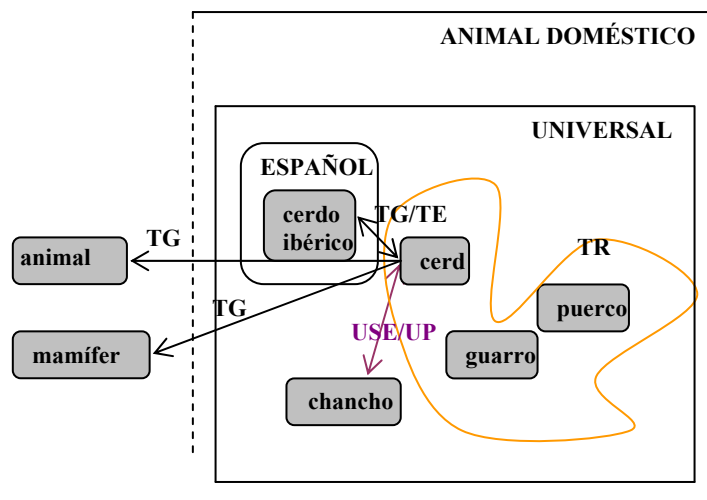 ANIMAL DOMÉSTICO
UNIVERSAL
ESPAÑOL
cerdo
ibérico
TG/TE
TG
animal
cerd
TR
puerco
TG
mamífer
USE/UP
guarro
chancho